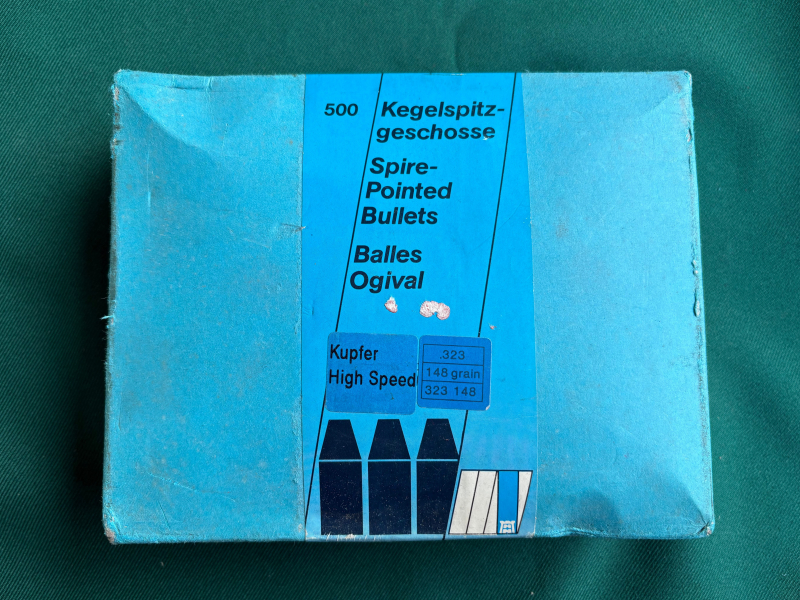 500
Kegelspitz-
geschosse
Spire-
Pointed
Bullets
Balles
Ogival
Kupfer
High Speed
.323
148 grain
323 148